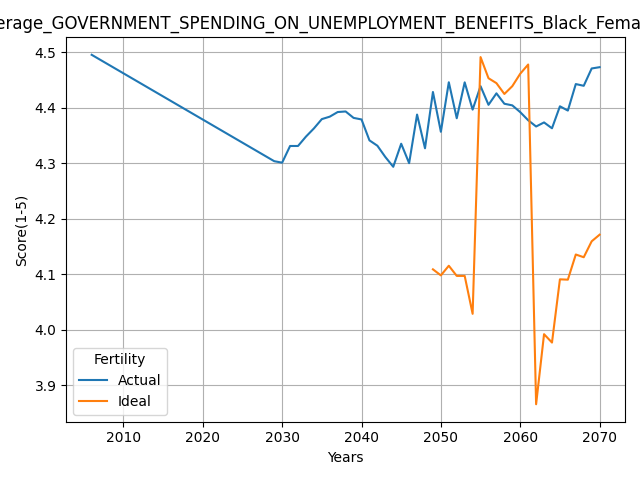 erage_GOVERNMENT_SPENDING_ON_UNEMPLOYMENT_BENEFITS_Black_Fema
4.5
4.4
4.3
4.2
4.1
4.0
3.9
Score(1-5)
Fertility
Actual
Ideal
2010 2020 2030 2040 2050 2060 2070
Years